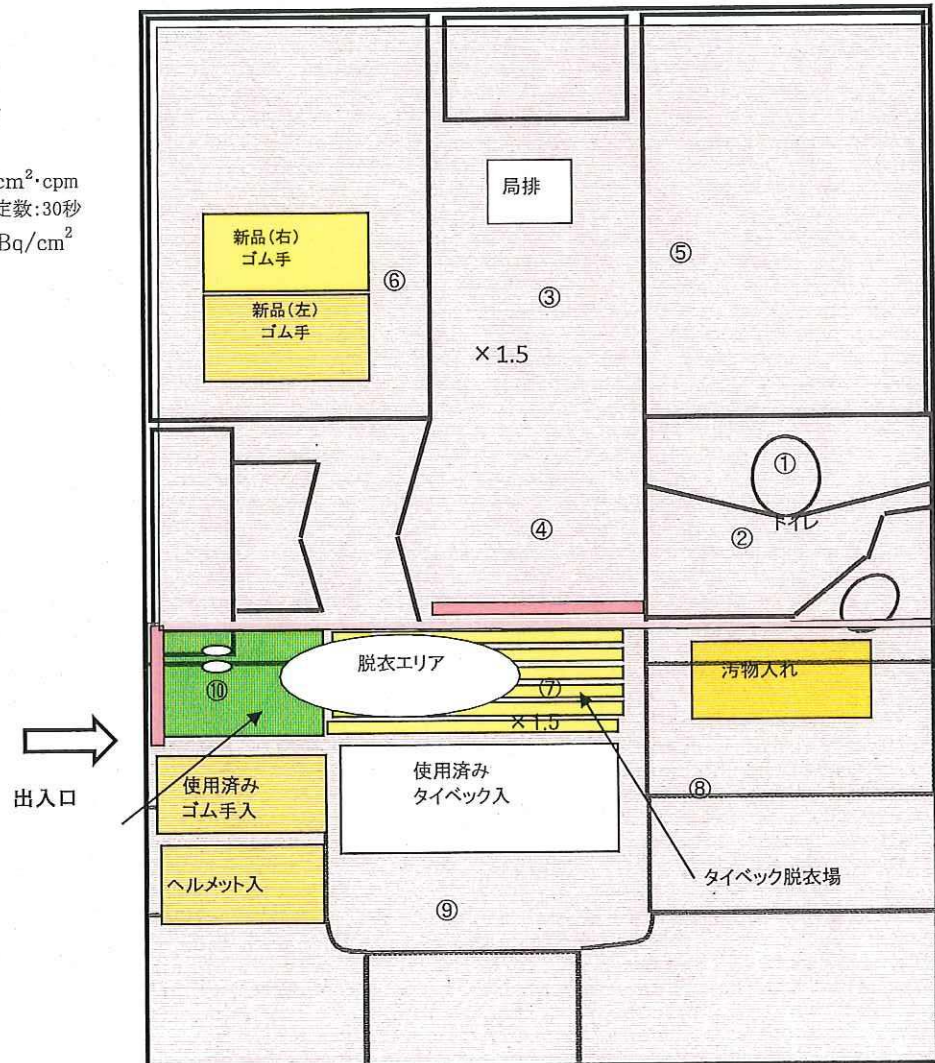 cm²·cpm
定数:30秒
Bq/cm²
局排
新品(右)
ゴム手
⑥
新品(左)
ゴム手
③
⑤
×1.5
①
トイレ
④
②
脱衣エリア
⑩
⑦
×1.5
汚物入れ
出入口
使用済み
ゴム手入
使用済み
タイベック入
⑧
ヘルメット入
⑨
タイベック脱衣場